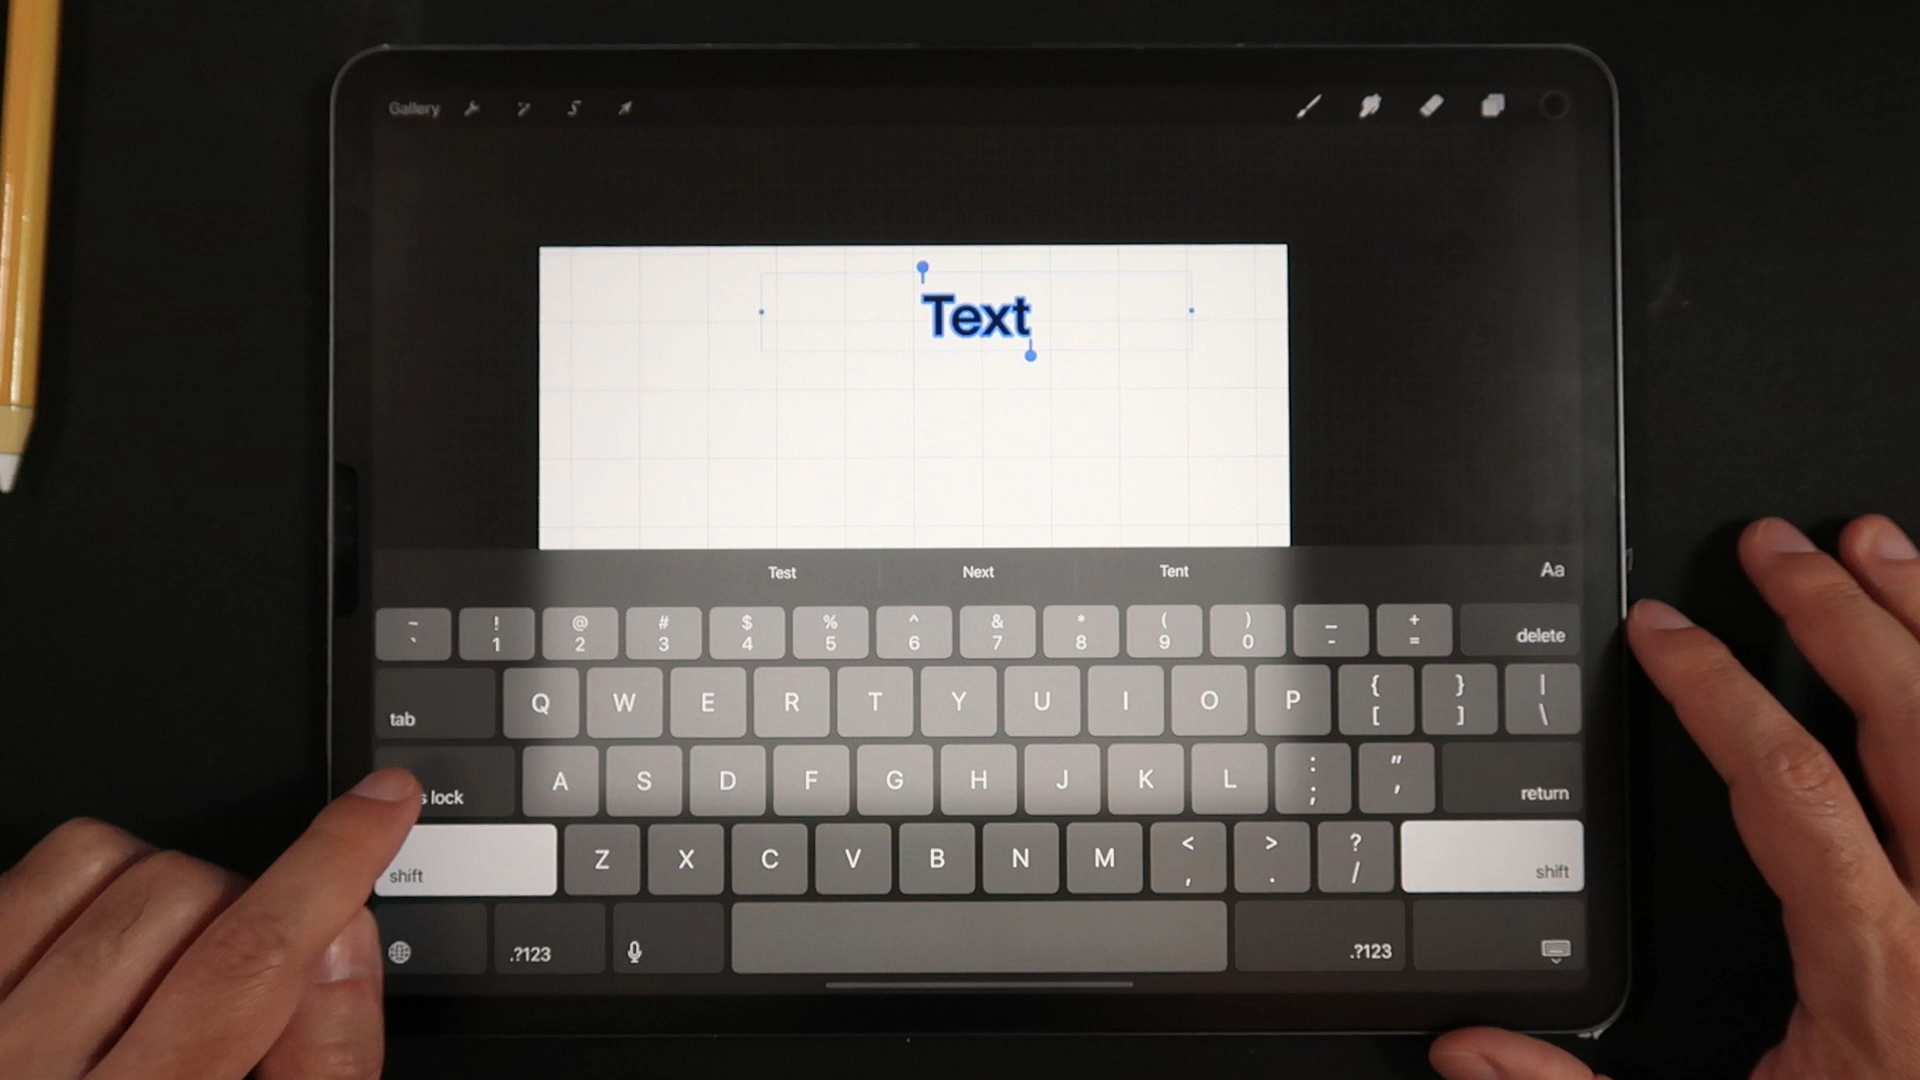 Gallery
Text
Test Next Tent Aa
~ ! @ # $ % ^ & * ( ) _ +
` 1 2 3 4 5 6 7 8 9 0 - = delete
tab Q W E R T Y U I O P { [ } ] | \
s lock A S D F G H J K L : ; " ' return
shift Z X C V B N M < , > . ? / shift
.?123 .?123